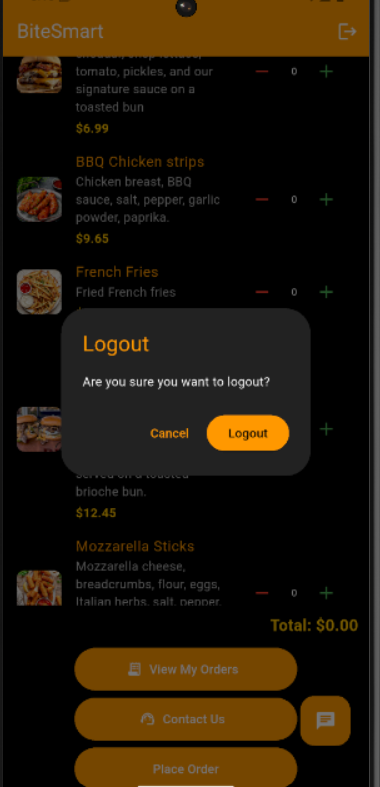 BiteSmart
tomato, pickles, and our
signature sauce on a
toasted bun
0
$6.99
BBQ Chicken strips
Chicken breast, BBQ
sauce, salt, pepper, garlic
powder, paprika.
0
$9.65
French Fries
Fried French fries
0
Logout
Are you sure you want to logout?
Cancel
Logout
served on a toasted
brioche bun.
$12.45
Mozzarella Sticks
Mozzarella cheese,
breadcrumbs, flour, eggs,
Italian herbs, salt, pepper,
0
Total: $0.00
View My Orders
Contact Us
Place Order